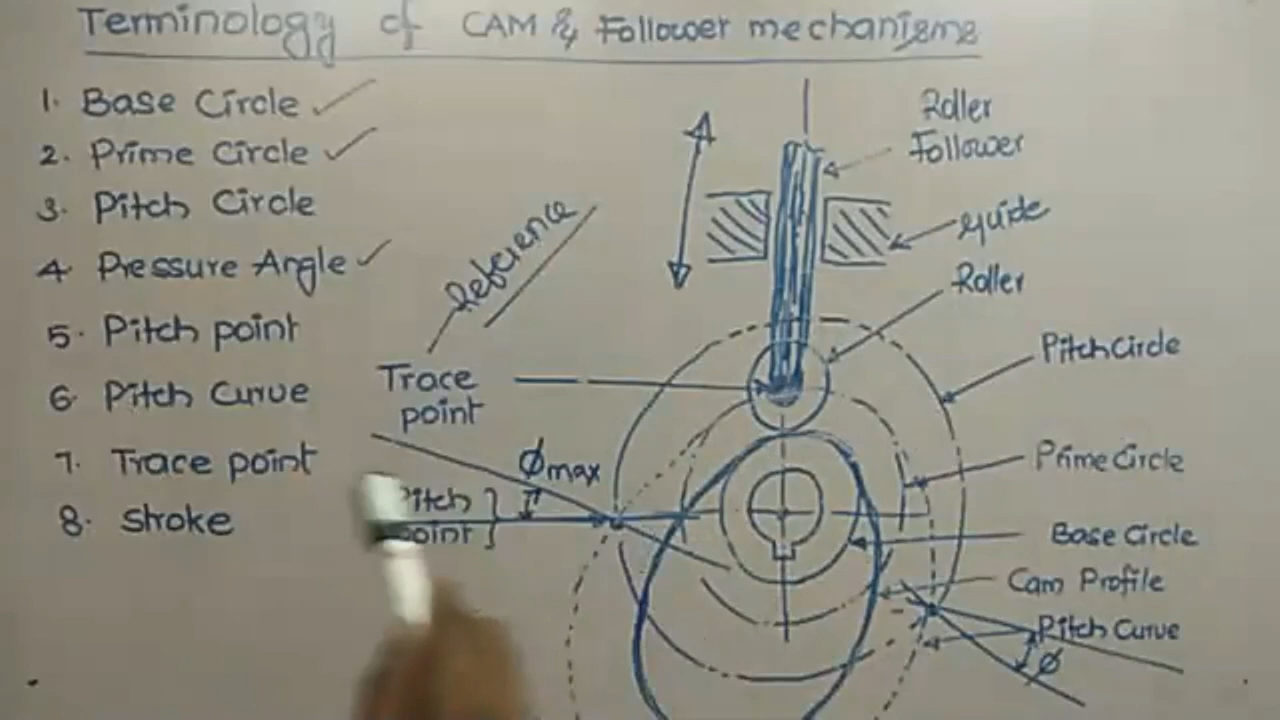 Terminology of CAM & Follower mechanisms
1. Base Circle ✓
2. Prime Circle ✓
3. Pitch Circle
4. Pressure Angle ✓
5. Pitch point
6. Pitch Curve
7. Trace point
8. Stroke
Refcience
Trace
point
ϕmax
Pitch
point
Roller
Follower
guide
Roller
Pitch Circle
Prime Circle
Base Circle
Cam Profile
Pitch Curve
ϕ